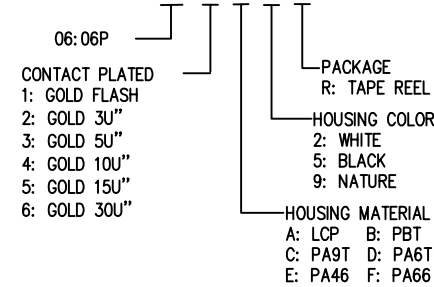 06:06P
CONTACT PLATED
1: GOLD FLASH
2: GOLD 3U"
3: GOLD 5U"
4: GOLD 10U"
5: GOLD 15U"
6: GOLD 30U"
PACKAGE
R: TAPE REEL
HOUSING COLOR
2: WHITE
5: BLACK
9: NATURE
HOUSING MATERIAL
A: LCP B: PBT
C: PA9T D: PA6T
E: PA46 F: PA66